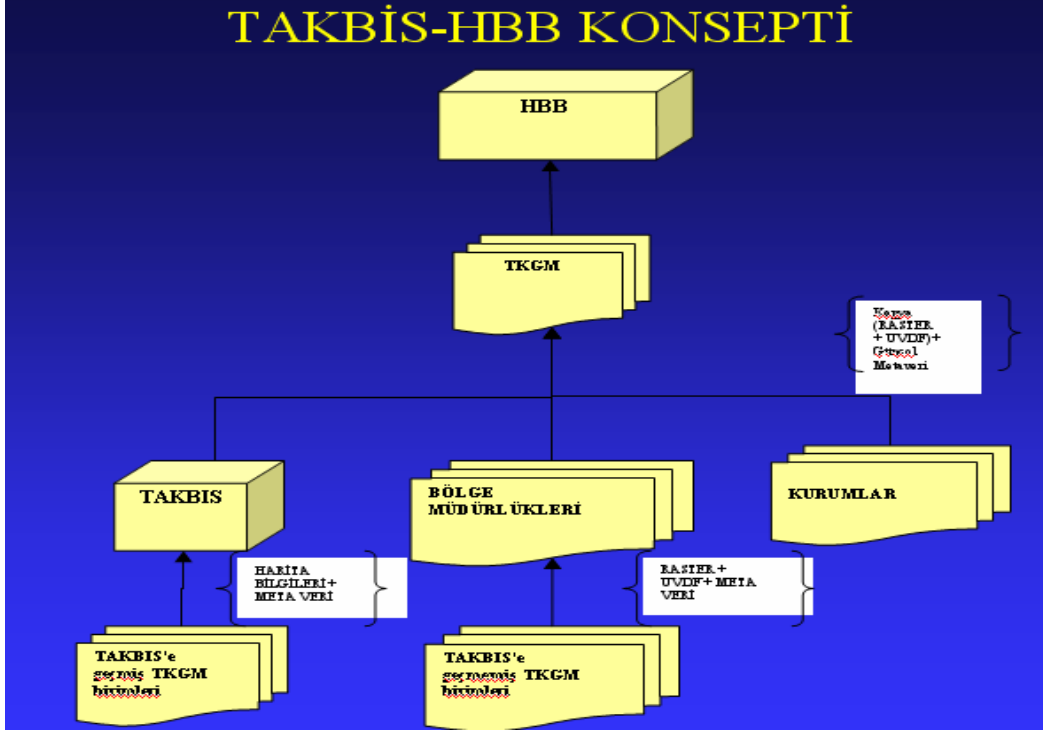 TAKBİS-HBB KONSEPTİ
HBB
TKGM
(RASTER
+ UVDF)+
Metaveri
TAKBIS
BÖLGE
MÜDÜRLÜKLERİ
KURUMLAR
HARİTA
BİLGİLERİ+
META VERİ
RASTER +
UVDF+ META
VERİ
TAKBIS'e
geçmiş TKGM
birimleri
TAKBIS'e
geçmemiş TKGM
birimleri